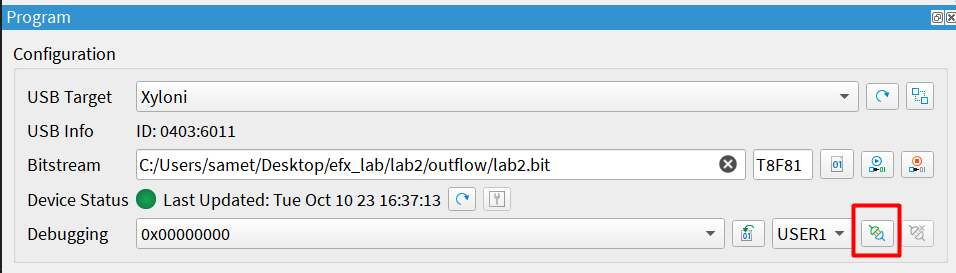 Program
Configuration
USB Target Xyloni
USB Info ID: 0403:6011
Bitstream C:/Users/samet/Desktop/efx_lab/lab2/outflow/lab2.bit T8F81
Device Status Last Updated: Tue Oct 10 23 16:37:13
Debugging 0x00000000 USER1